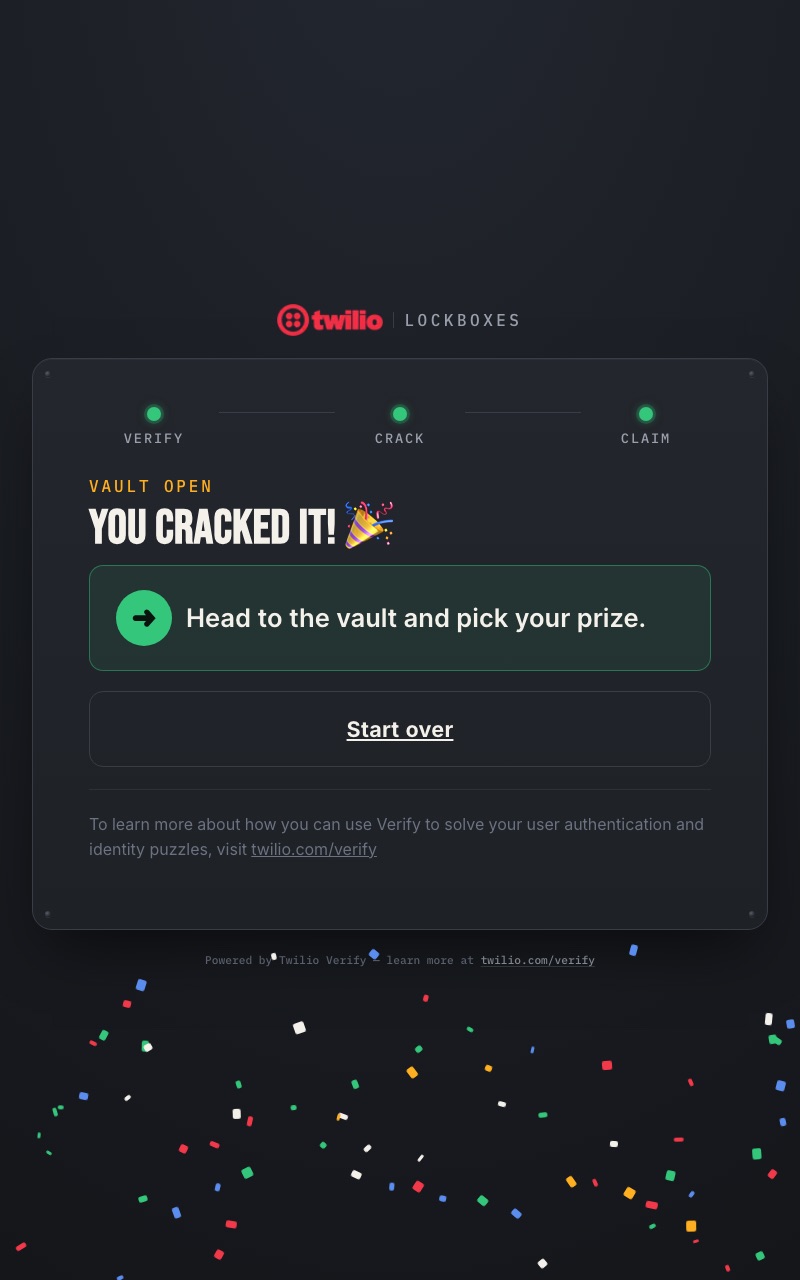 twilio LOCKBOXES
VERIFY CRACK CLAIM
VAULT OPEN
YOU CRACKED IT! 🎉
Head to the vault and pick your prize.
Start over
To learn more about how you can use Verify to solve your user authentication and
identity puzzles, visit twilio.com/verify
Powered by Twilio Verify — learn more at twilio.com/verify